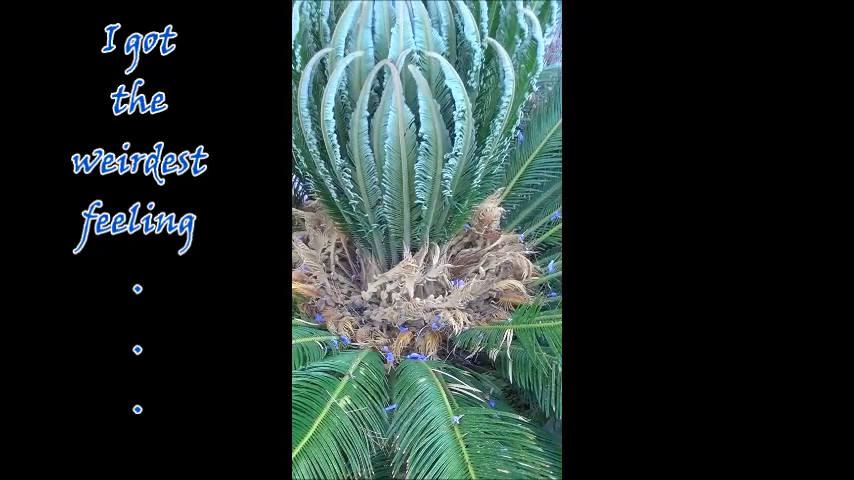 I got
the
weirdest
feeling
.
.
.